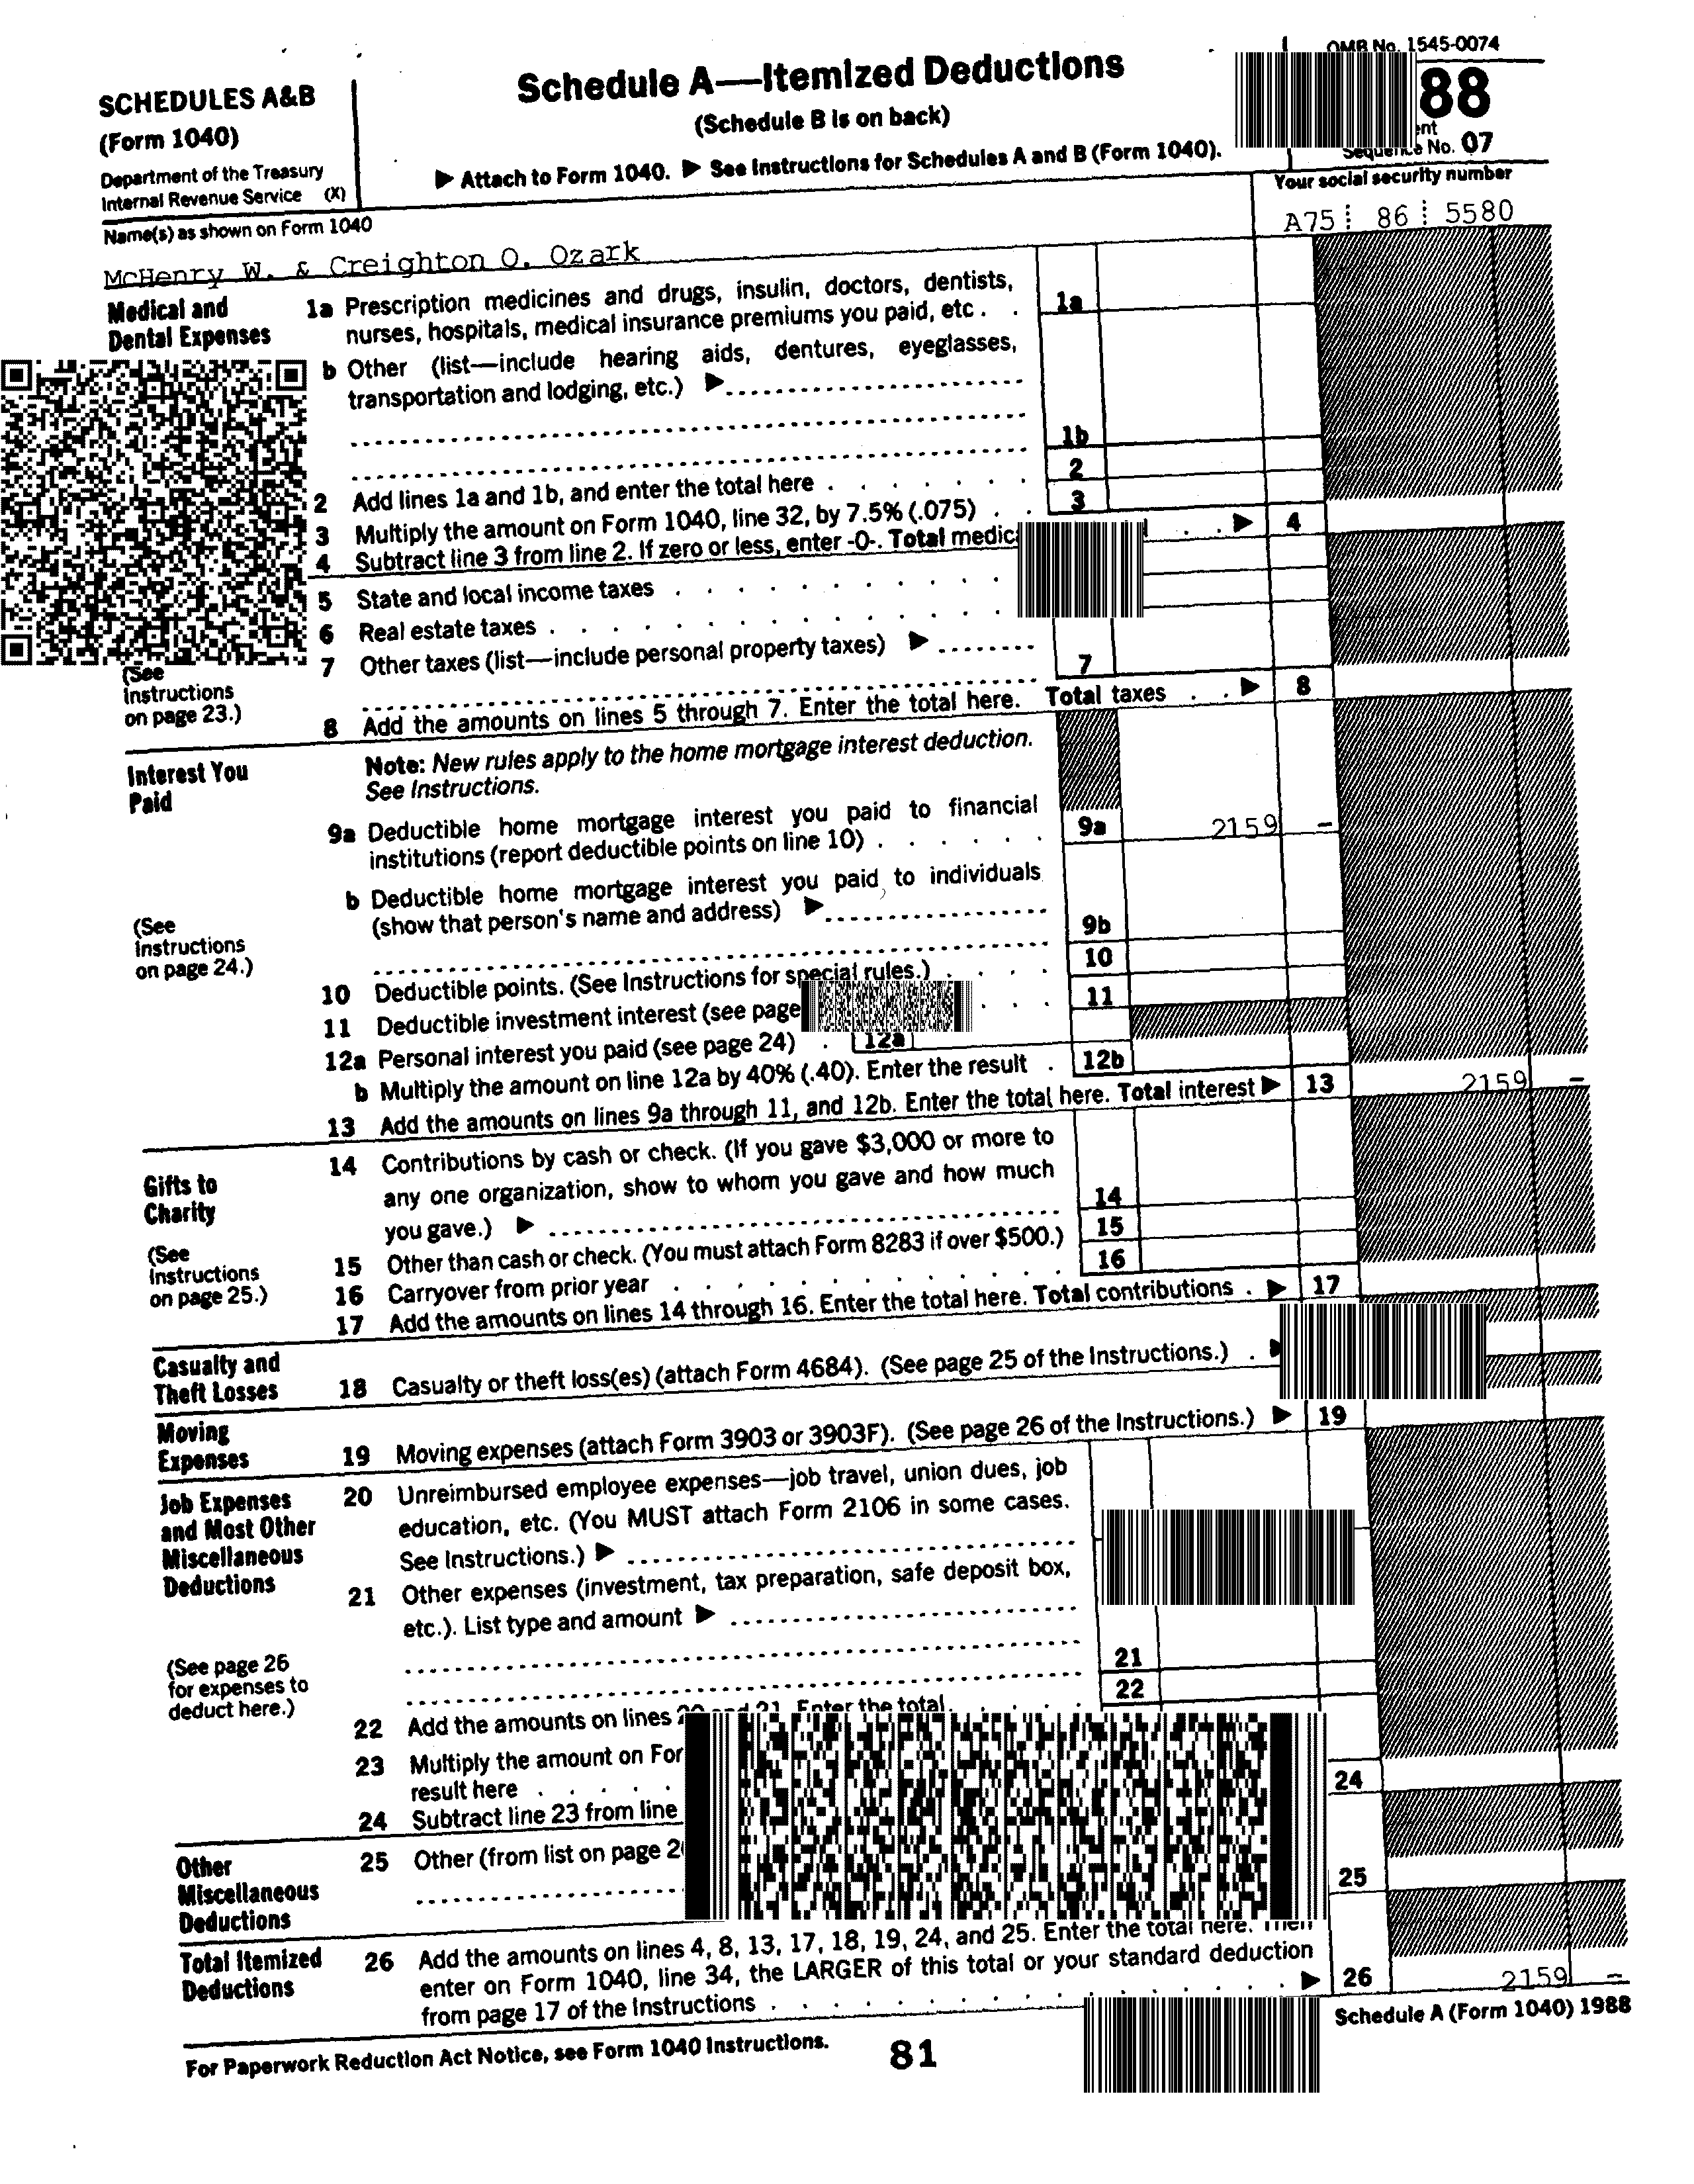 OMB No. 1545-0074
SCHEDULES A&B
(Form 1040)
Department of the Treasury
Internal Revenue Service (X)
Schedule A—Itemized Deductions
(Schedule B is on back)
▶ Attach to Form 1040. ▶ See Instructions for Schedules A and B (Form 1040).
88
Sequence No. 07
Name(s) as shown on Form 1040
Your social security number
McHenry W. & Creighton O. Ozark
A75 86 5580
Medical and
Dental Expenses
1a Prescription medicines and drugs, insulin, doctors, dentists,
nurses, hospitals, medical insurance premiums you paid, etc . . 1a
b Other (list—include hearing aids, dentures, eyeglasses,
transportation and lodging, etc.) ▶
1b
2 Add lines 1a and 1b, and enter the total here . . . . . . 2
3 Multiply the amount on Form 1040, line 32, by 7.5% (.075) . . 3
4 Subtract line 3 from line 2. If zero or less, enter -0-. Total . . ▶ 4
5 State and local income taxes . . . . . . . .
6 Real estate taxes . . . . . . . . . . .
(See
Instructions
on page 23.)
7 Other taxes (list—include personal property taxes) ▶
7
8 Add the amounts on lines 5 through 7. Enter the total here. Total taxes . . ▶ 8
Interest You
Paid
Note: New rules apply to the home mortgage interest deduction.
See Instructions.
9a Deductible home mortgage interest you paid to financial
institutions (report deductible points on line 10) . . . . . . 9a 2159 –
b Deductible home mortgage interest you paid to individuals
(show that person's name and address) ▶
9b
(See
Instructions
on page 24.)
10 Deductible points. (See Instructions for special rules.) . . . . 10
11 Deductible investment interest (see page . . . 11
12a Personal interest you paid (see page 24) . 12a
b Multiply the amount on line 12a by 40% (.40). Enter the result . 12b
13 Add the amounts on lines 9a through 11, and 12b. Enter the total here. Total interest ▶ 13 2159 –
Gifts to
Charity
(See
Instructions
on page 25.)
14 Contributions by cash or check. (If you gave $3,000 or more to
any one organization, show to whom you gave and how much
you gave.) ▶ 14
15 Other than cash or check. (You must attach Form 8283 if over $500.) 15
16 Carryover from prior year . . . . . . . . . . . 16
17 Add the amounts on lines 14 through 16. Enter the total here. Total contributions . ▶ 17
Casualty and
Theft Losses
18 Casualty or theft loss(es) (attach Form 4684). (See page 25 of the Instructions.) .
Moving
Expenses
19 Moving expenses (attach Form 3903 or 3903F). (See page 26 of the Instructions.) ▶ 19
Job Expenses
and Most Other
Miscellaneous
Deductions
20 Unreimbursed employee expenses—job travel, union dues, job
education, etc. (You MUST attach Form 2106 in some cases.
See Instructions.) ▶
21 Other expenses (investment, tax preparation, safe deposit box,
etc.). List type and amount ▶
(See page 26
for expenses to
deduct here.)
21
22 Add the amounts on lines 20 and 21. Enter the total. . . . . 22
23 Multiply the amount on
result here . . . . .
24 Subtract line 23 from line 24
Other
Miscellaneous
Deductions
25 Other (from list on page
25
Total Itemized
Deductions
26 Add the amounts on lines 4, 8, 13, 17, 18, 19, 24, and 25. Enter the total here. Then
enter on Form 1040, line 34, the LARGER of this total or your standard deduction
from page 17 of the Instructions . . . . . . . . . . . . . ▶ 26 2159 –
For Paperwork Reduction Act Notice, see Form 1040 Instructions.
81
Schedule A (Form 1040) 1988